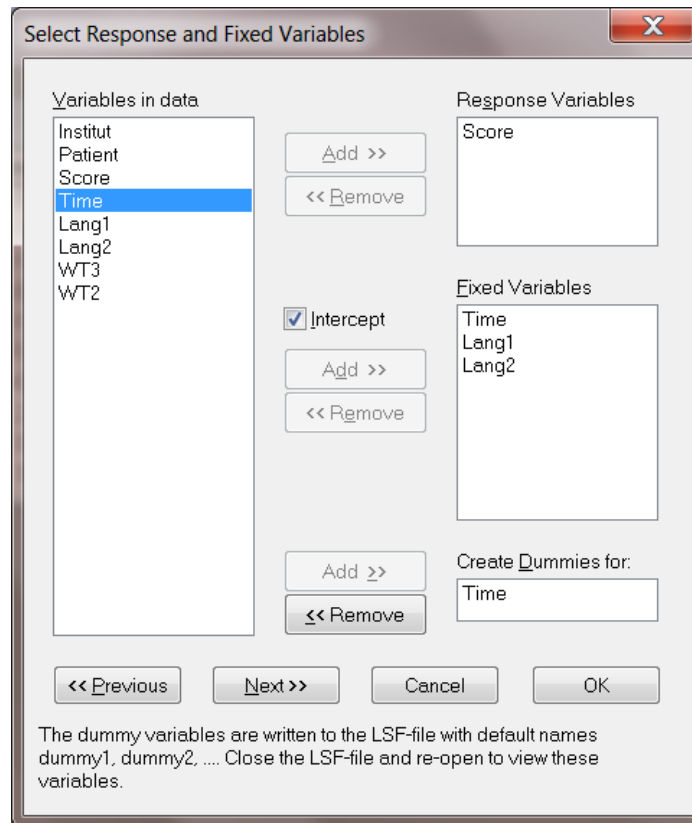 Select Response and Fixed Variables
X
Variables in data
Institut
Patient
Score
Time
Lang1
Lang2
WT3
WT2
Add >>
<< Remove
Response Variables
Score
Intercept
Add >>
<< Remove
Fixed Variables
Time
Lang1
Lang2
Add >>
<< Remove
Create Dummies for:
Time
<< Previous
Next >>
Cancel
OK
The dummy variables are written to the LSF-file with default names
dummy1, dummy2, .... Close the LSF-file and re-open to view these
variables.